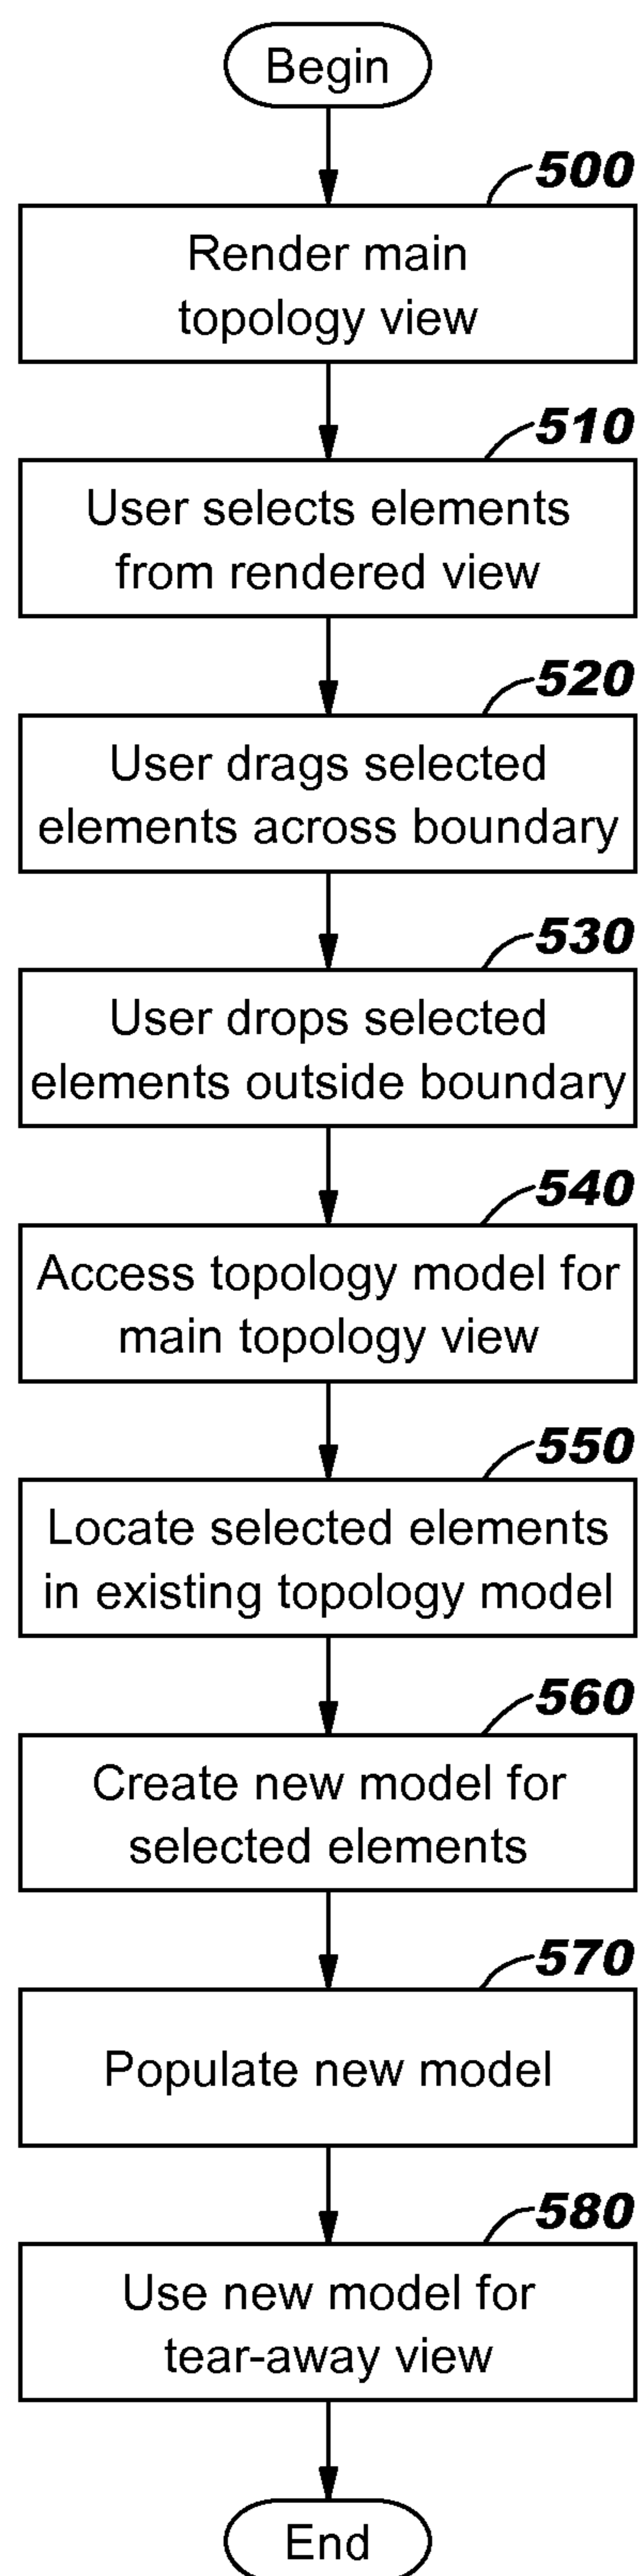 Begin
500
Render main
topology view
510
User selects elements
from rendered view
520
User drags selected
elements across boundary
530
User drops selected
elements outside boundary
540
Access topology model for
main topology view
550
Locate selected elements
in existing topology model
560
Create new model for
selected elements
570
Populate new model
580
Use new model for
tear-away view
End